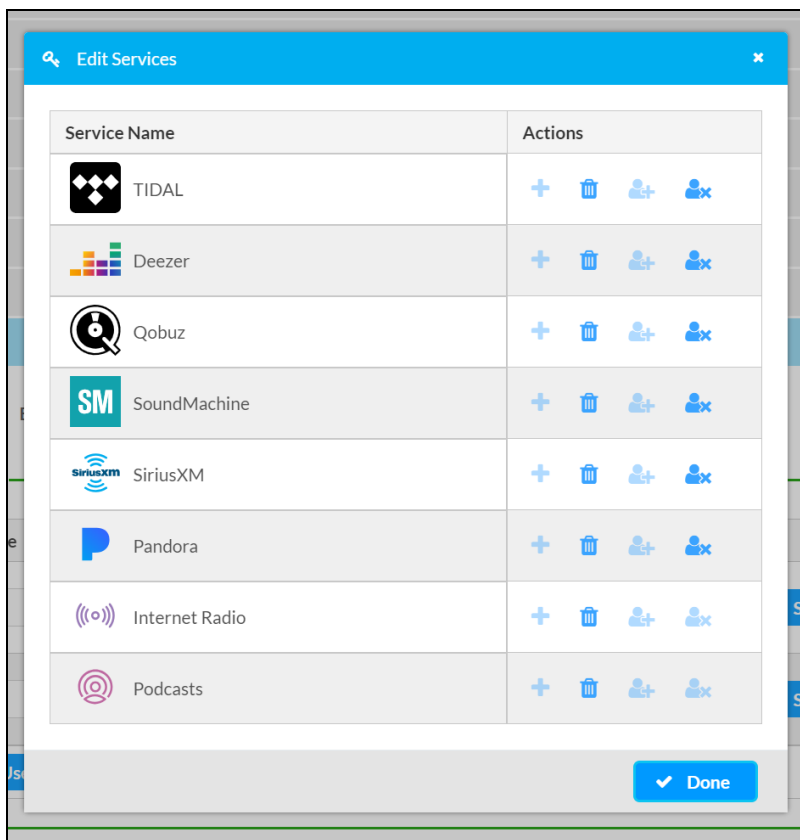 Edit Services
Service Name Actions
TIDAL
Deezer
Qobuz
SM SoundMachine
SiriusXM SiriusXM
Pandora
Internet Radio
Podcasts
Done